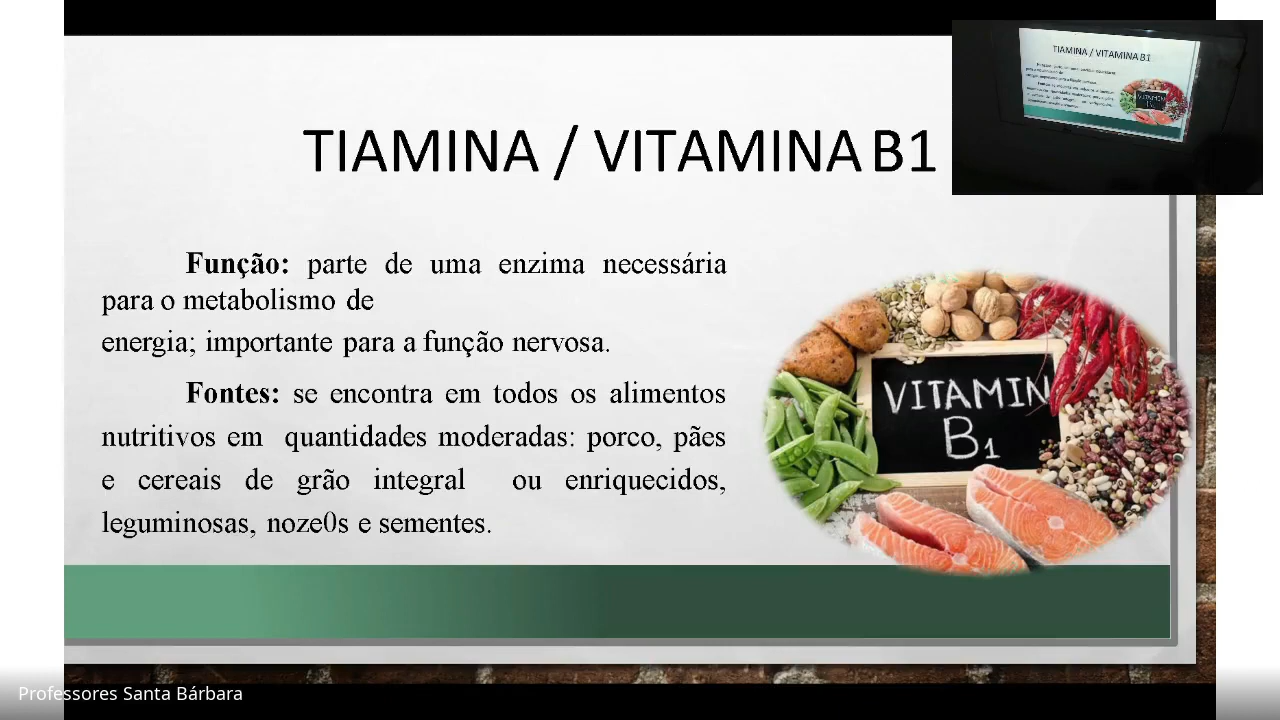 TIAMINA / VITAMINA B1
Função: parte de uma enzima necessária
para o metabolismo de
energia; importante para a função nervosa.
Fontes: se encontra em todos os alimentos
nutritivos em quantidades moderadas: porco, pães
e cereais de grão integral ou enriquecidos,
leguminosas, noze0s e sementes.
VITAMIN
B1
TIAMINA / VITAMINA B1
Professores Santa Bárbara